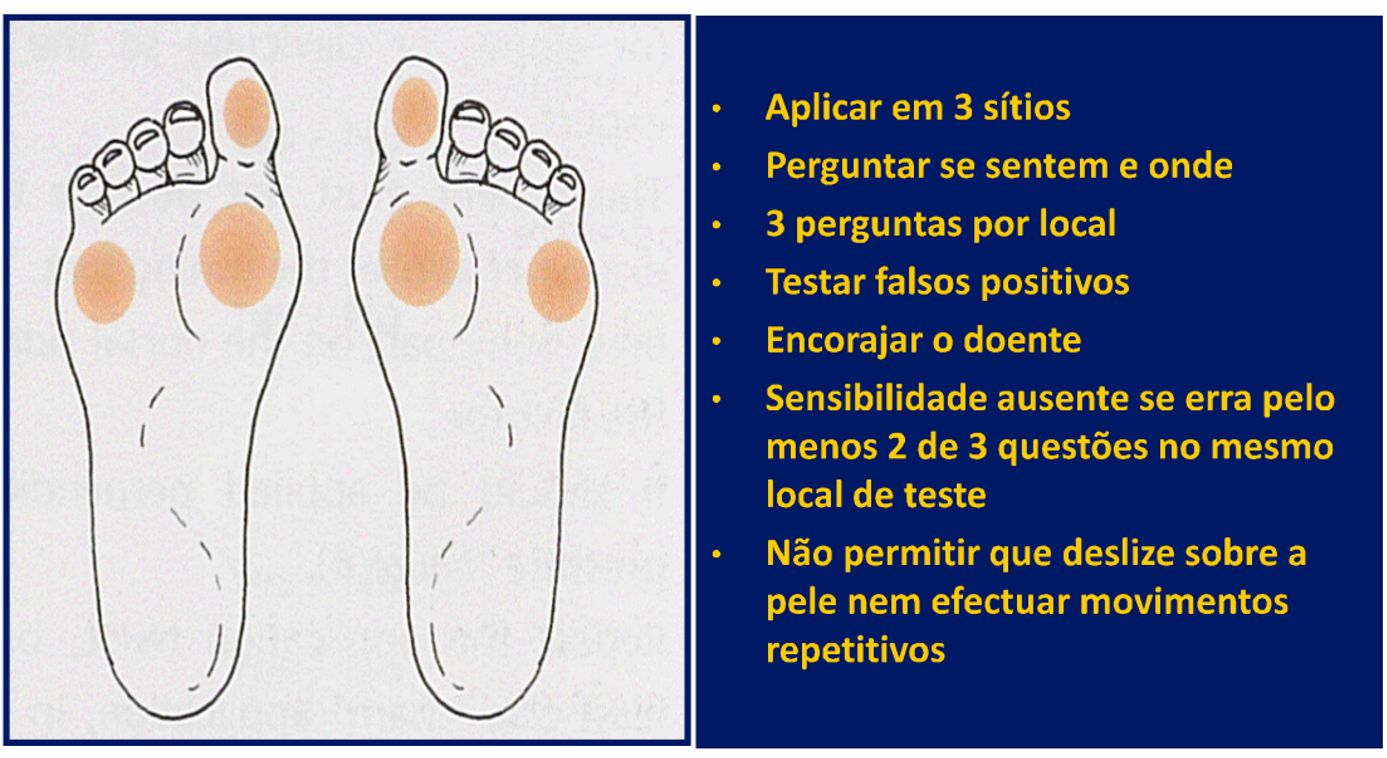 • Aplicar em 3 sítios
• Perguntar se sentem e onde
• 3 perguntas por local
• Testar falsos positivos
• Encorajar o doente
• Sensibilidade ausente se erra pelo
menos 2 de 3 questões no mesmo
local de teste
• Não permitir que deslize sobre a
pele nem efectuar movimentos
repetitivos